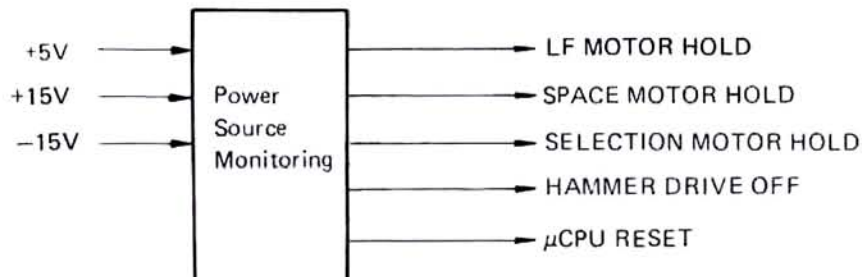 +5V
+15V
−15V
Power
Source
Monitoring
LF MOTOR HOLD
SPACE MOTOR HOLD
SELECTION MOTOR HOLD
HAMMER DRIVE OFF
μCPU RESET